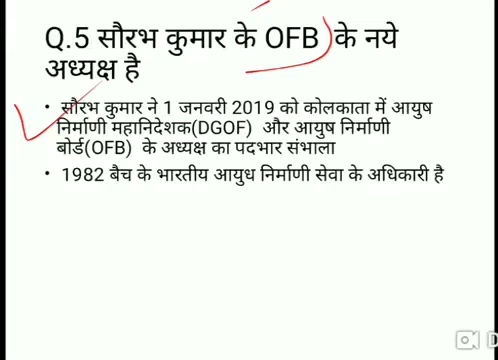 Q.5 सौरभ कुमार के OFB के नये
अध्यक्ष है
• सौरभ कुमार ने 1 जनवरी 2019 को कोलकाता में आयुष
निर्माणी महानिदेशक(DGOF) और आयुष निर्माणी
बोर्ड(OFB) के अध्यक्ष का पदभार संभाला
• 1982 बैच के भारतीय आयुध निर्माणी सेवा के अधिकारी है